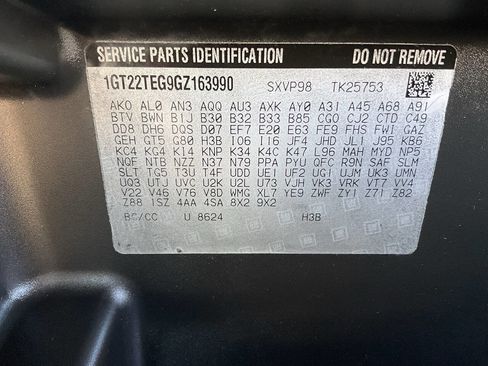 SERVICE PARTS IDENTIFICATION DO NOT REMOVE
1GT22TEG9GZ163990 SXVP98 TK25753
AKO AL0 AN3 AQQ AU3 AXK AY0 A31 A45 A68 A91
BTV BWN B1J B30 B32 B33 B85 CGO CJ2 CTD C49
DD8 DH6 DQS D07 EF7 E20 E63 FE9 FHS FWI GAZ
GEH GT5 G80 H3B IO6 I16 JF4 JHD JL1 J95 KB6
KC4 KG4 KI4 KNP K34 K4C K47 L96 MAH MYD NP5
NQF NTB NZZ N37 N79 PPA PYU QFC R9N SAF SLM
SLT TG5 T3U T4F UDD UE1 UF2 UG1 UJM UK3 UMN
UQ3 UTJ UVC U2K U2L U73 VJH VK3 VRK VT7 VV4
V22 V46 V76 V8D WMG XL7 YE9 ZWF ZY1 Z71 Z82
Z88 1SZ 4AA 4SA 8X2 9X2
BC/CC U 8624 H3B